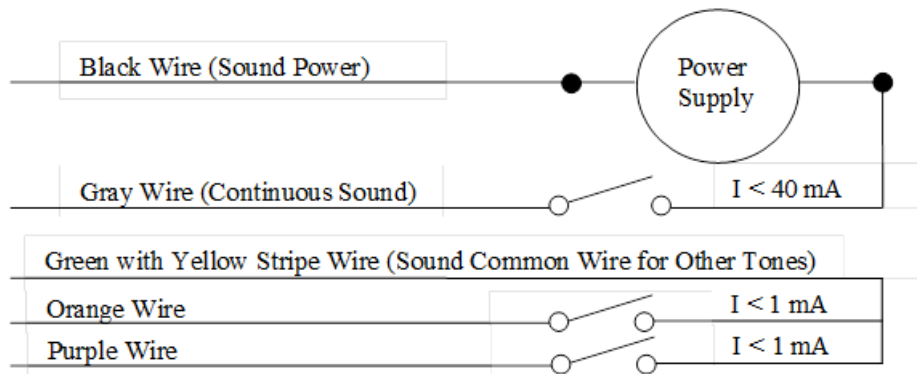 Black Wire (Sound Power)
Power
Supply
Gray Wire (Continuous Sound)
I < 40 mA
Green with Yellow Stripe Wire (Sound Common Wire for Other Tones)
Orange Wire
I < 1 mA
Purple Wire
I < 1 mA